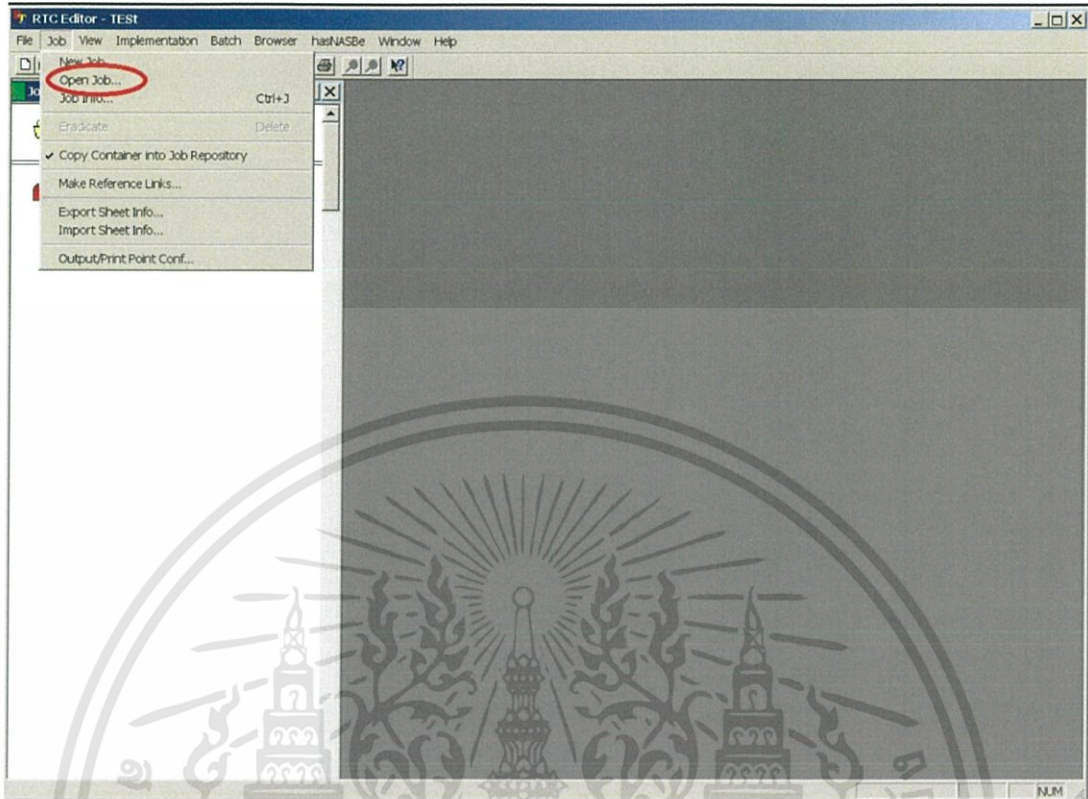 RTC Editor - TESt
File Job View Implementation Batch Browser hasNASBe Window Help
New Job...
Open Job...
Job Info... Ctrl+J
Eradicate Delete
✓ Copy Container into Job Repository
Make Reference Links...
Export Sheet Info...
Import Sheet Info...
Output/Print Point Conf...
NUM